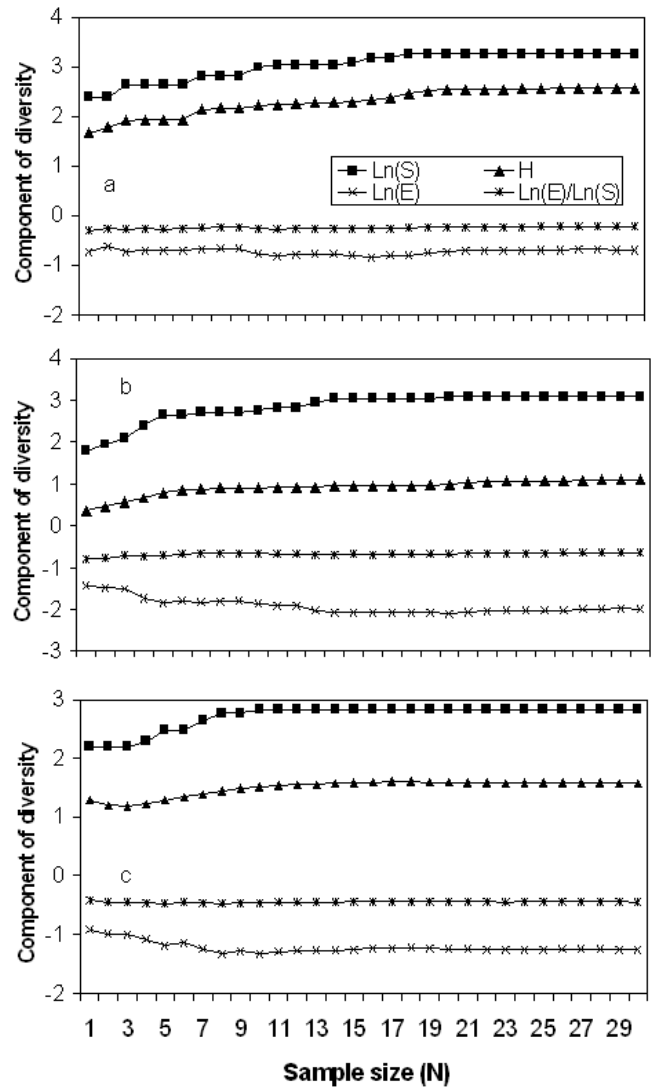 4
3
2
1
0
-1
-2
Component of diversity
a
Ln(S) H
Ln(E) Ln(E)/Ln(S)
4
3
2
1
0
-1
-2
-3
Component of diversity
b
3
2
1
0
-1
-2
Component of diversity
c
1 3 5 7 9 11 13 15 17 19 21 23 25 27 29
Sample size (N)